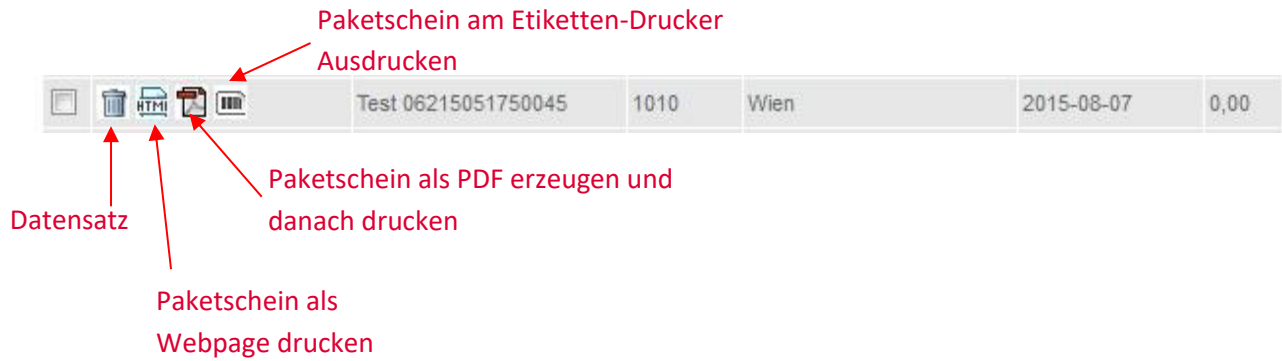 Paketschein am Etiketten-Drucker
Ausdrucken
HTMl Test 06215051750045 1010 Wien 2015-08-07 0,00
Paketschein als PDF erzeugen und
danach drucken
Datensatz
Paketschein als
Webpage drucken